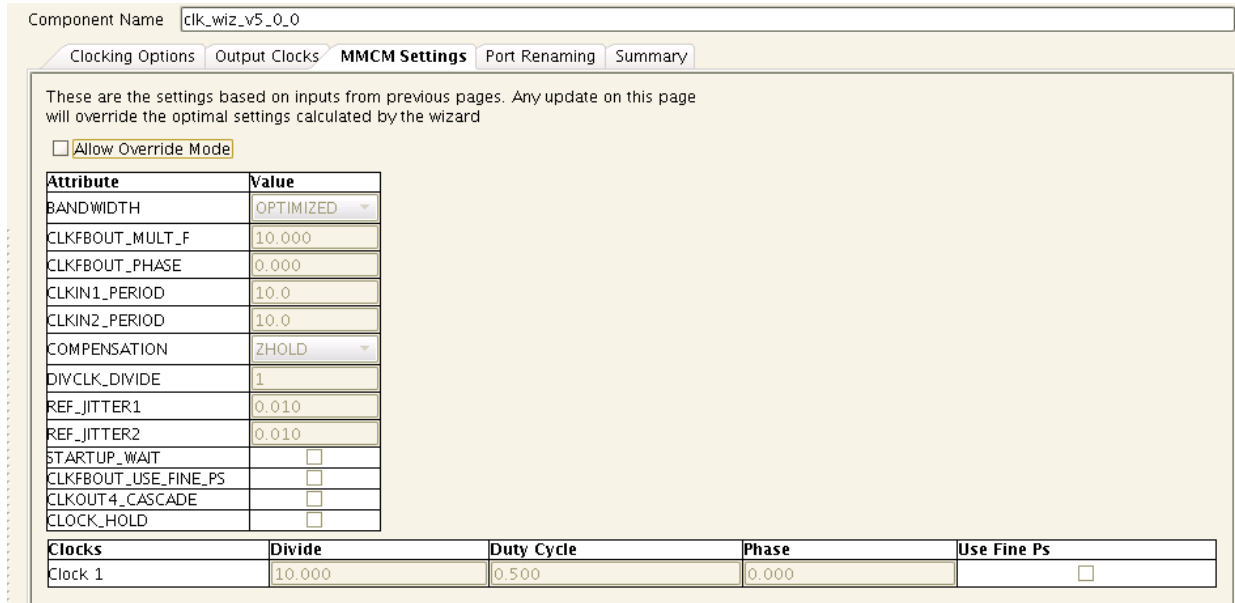 Component Name clk_wiz_v5_0_0
Clocking Options Output Clocks MMCM Settings Port Renaming Summary
These are the settings based on inputs from previous pages. Any update on this page
will override the optimal settings calculated by the wizard
Allow Override Mode
Attribute Value
BANDWIDTH OPTIMIZED
CLKFBOUT_MULT_F 10.000
CLKFBOUT_PHASE 0.000
CLKIN1_PERIOD 10.0
CLKIN2_PERIOD 10.0
COMPENSATION ZHOLD
DIVCLK_DIVIDE 1
REF_JITTER1 0.010
REF_JITTER2 0.010
STARTUP_WAIT
CLKFBOUT_USE_FINE_PS
CLKOUT4_CASCADE
CLOCK_HOLD
Clocks Divide Duty Cycle Phase Use Fine Ps
Clock 1 10.000 0.500 0.000